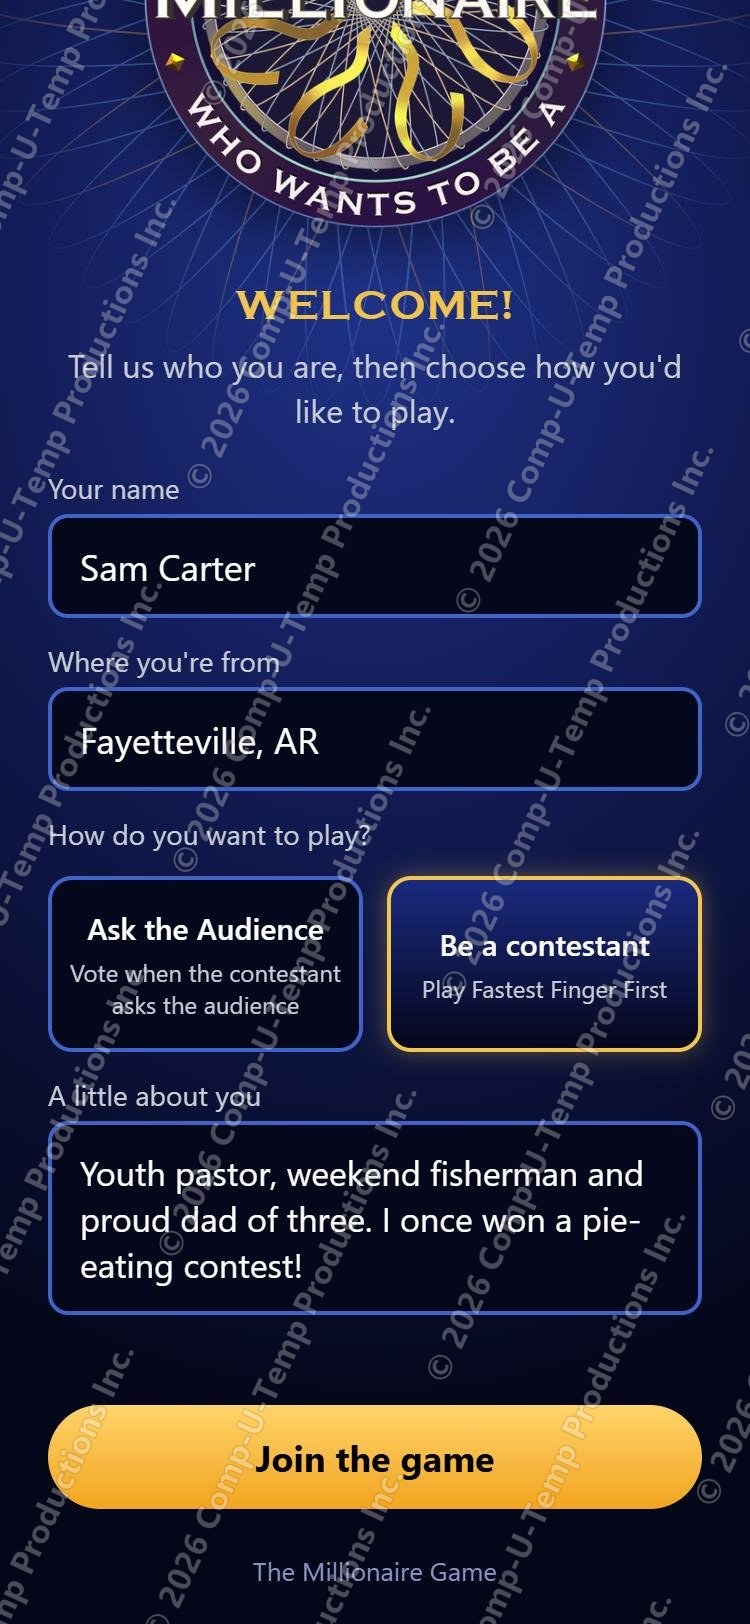 MILLIONAIRE
WHO WANTS TO BE A
WELCOME!
Tell us who you are, then choose how you'd
like to play.
Your name
Sam Carter
Where you're from
Fayetteville, AR
How do you want to play?
Ask the Audience
Vote when the contestant
asks the audience
Be a contestant
Play Fastest Finger First
A little about you
Youth pastor, weekend fisherman and
proud dad of three. I once won a pie-
eating contest!
Join the game
The Millionaire Game
© 2026 Comp-U-Temp Productions Inc.